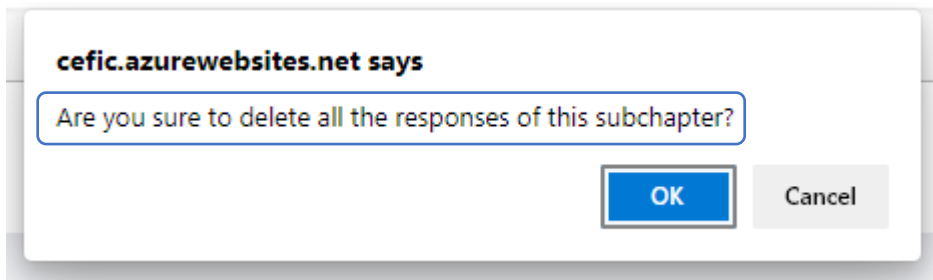 cefic.azurewebsites.net says
Are you sure to delete all the responses of this subchapter?
OK Cancel